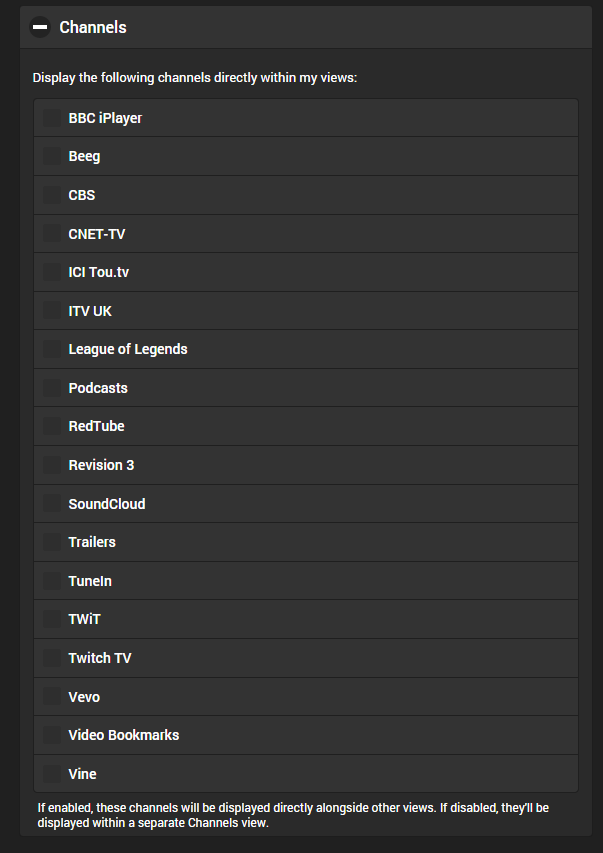 Channels
Display the following channels directly within my views:
BBC iPlayer
Beeg
CBS
CNET-TV
ICI Tou.tv
ITV UK
League of Legends
Podcasts
RedTube
Revision 3
SoundCloud
Trailers
TuneIn
TWiT
Twitch TV
Vevo
Video Bookmarks
Vine
If enabled, these channels will be displayed directly alongside other views. If disabled, they'll be
displayed within a separate Channels view.